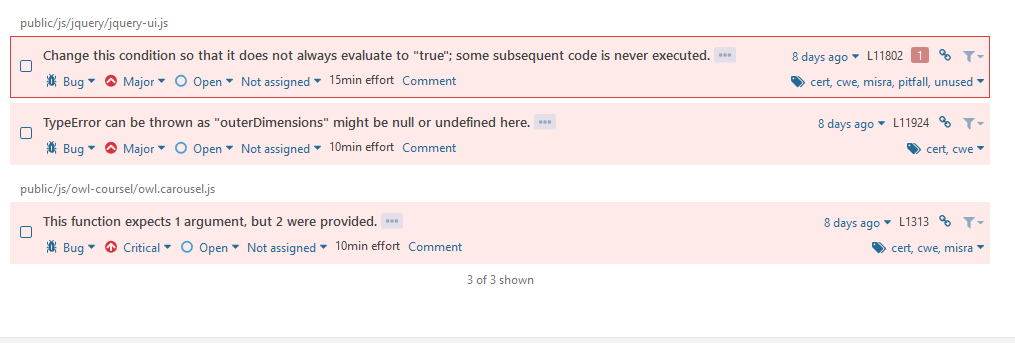 public/js/jquery/jquery-ui.js
Change this condition so that it does not always evaluate to "true"; some subsequent code is never executed. 8 days ago L11802 1
Bug Major Open Not assigned 15min effort Comment cert, cwe, misra, pitfall, unused
TypeError can be thrown as "outerDimensions" might be null or undefined here. 8 days ago L11924
Bug Major Open Not assigned 10min effort Comment cert, cwe
public/js/owl-coursel/owl.carousel.js
This function expects 1 argument, but 2 were provided. 8 days ago L1313
Bug Critical Open Not assigned 10min effort Comment cert, cwe, misra
3 of 3 shown